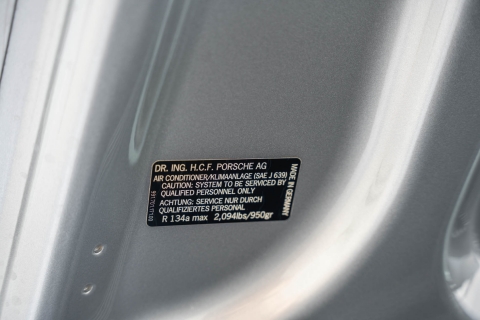 DR. ING. H.C.F. PORSCHE AG
AIR CONDITIONER/KLIMAANLAGE (SAE J 639)
CAUTION: SYSTEM TO BE SERVICED BY
QUALIFIED PERSONNEL ONLY
ACHTUNG: SERVICE NUR DURCH
QUALIFIZIERTES PERSONAL
R 134a max 2,094lbs/950gr
MADE IN GERMANY